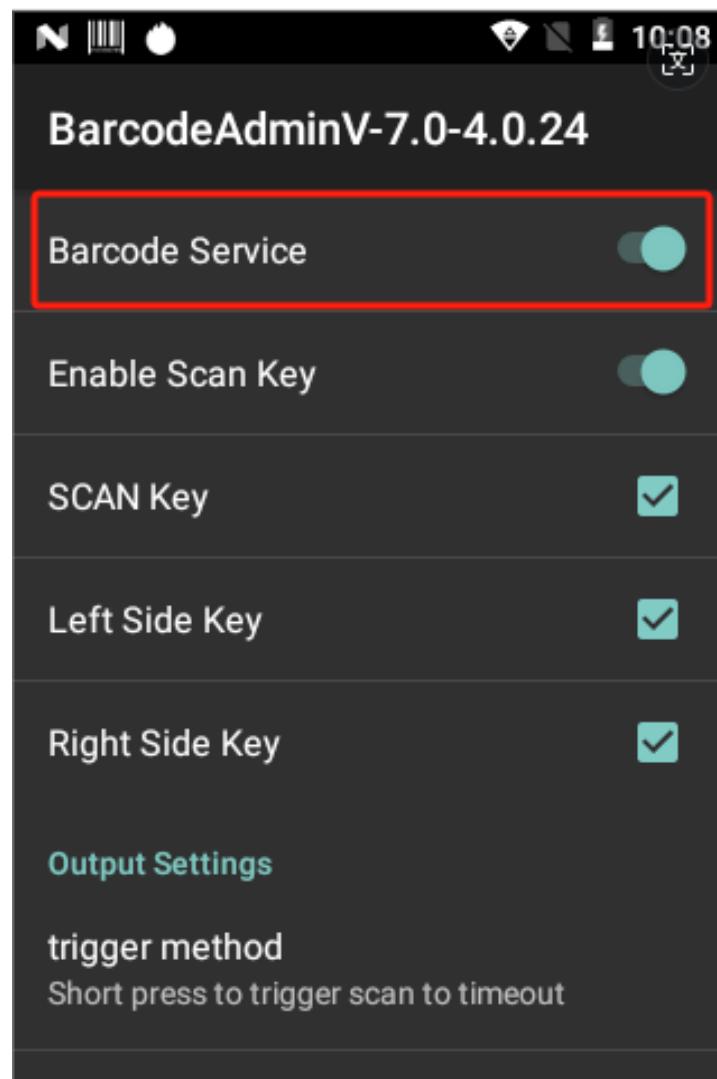 10:08
BarcodeAdminV-7.0-4.0.24
Barcode Service
Enable Scan Key
SCAN Key
Left Side Key
Right Side Key
Output Settings
trigger method
Short press to trigger scan to timeout